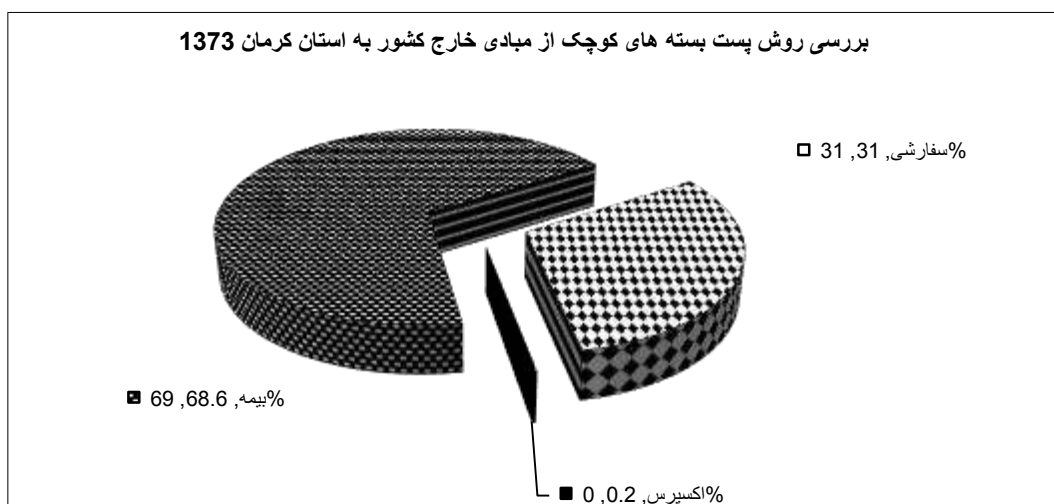 بررسی روش پست بسته های کوچک از مبادی خارج کشور به استان کرمان 1373
سفارشی, 31, 31%
بیمه, 68.6, 69%
اکسپرس, 0.2, 0%